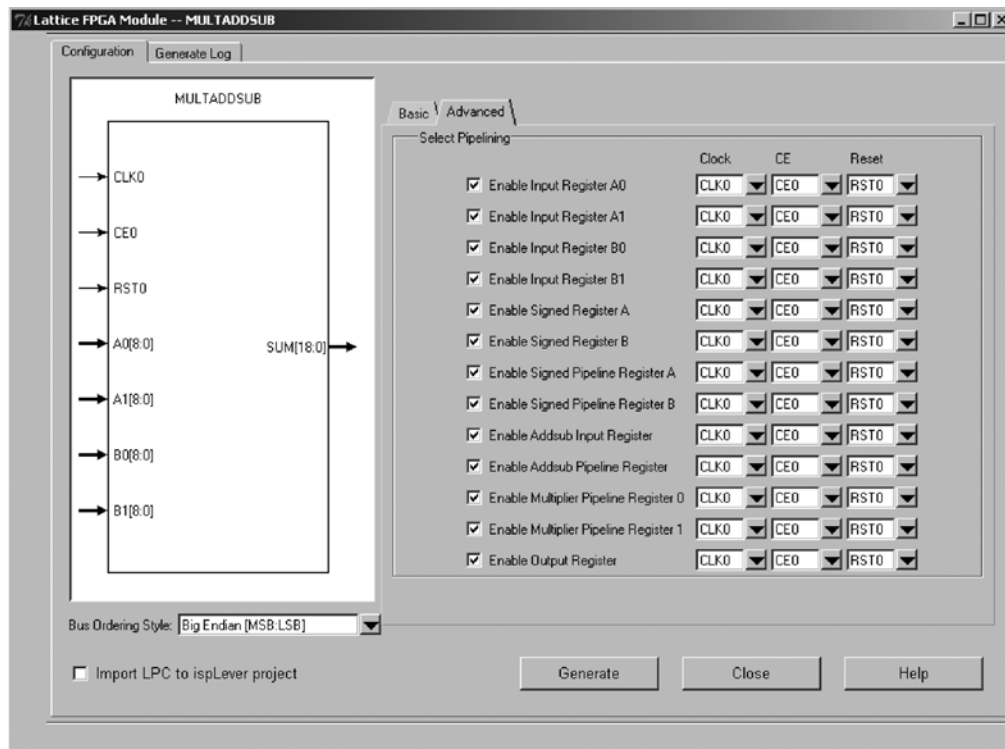 Lattice FPGA Module -- MULTADDSUB
Configuration
Generate Log
MULTADDSUB
CLK0
CE0
RST0
A0[8:0]
SUM[18:0]
A1[8:0]
B0[8:0]
B1[8:0]
Bus Ordering Style: Big Endian [MSB:LSB]
Basic
Advanced
Select Pipelining
Clock CE Reset
Enable Input Register A0 CLK0 CE0 RST0
Enable Input Register A1 CLK0 CE0 RST0
Enable Input Register B0 CLK0 CE0 RST0
Enable Input Register B1 CLK0 CE0 RST0
Enable Signed Register A CLK0 CE0 RST0
Enable Signed Register B CLK0 CE0 RST0
Enable Signed Pipeline Register A CLK0 CE0 RST0
Enable Signed Pipeline Register B CLK0 CE0 RST0
Enable Addsub Input Register CLK0 CE0 RST0
Enable Addsub Pipeline Register CLK0 CE0 RST0
Enable Multiplier Pipeline Register 0 CLK0 CE0 RST0
Enable Multiplier Pipeline Register 1 CLK0 CE0 RST0
Enable Output Register CLK0 CE0 RST0
Import LPC to ispLever project
Generate
Close
Help